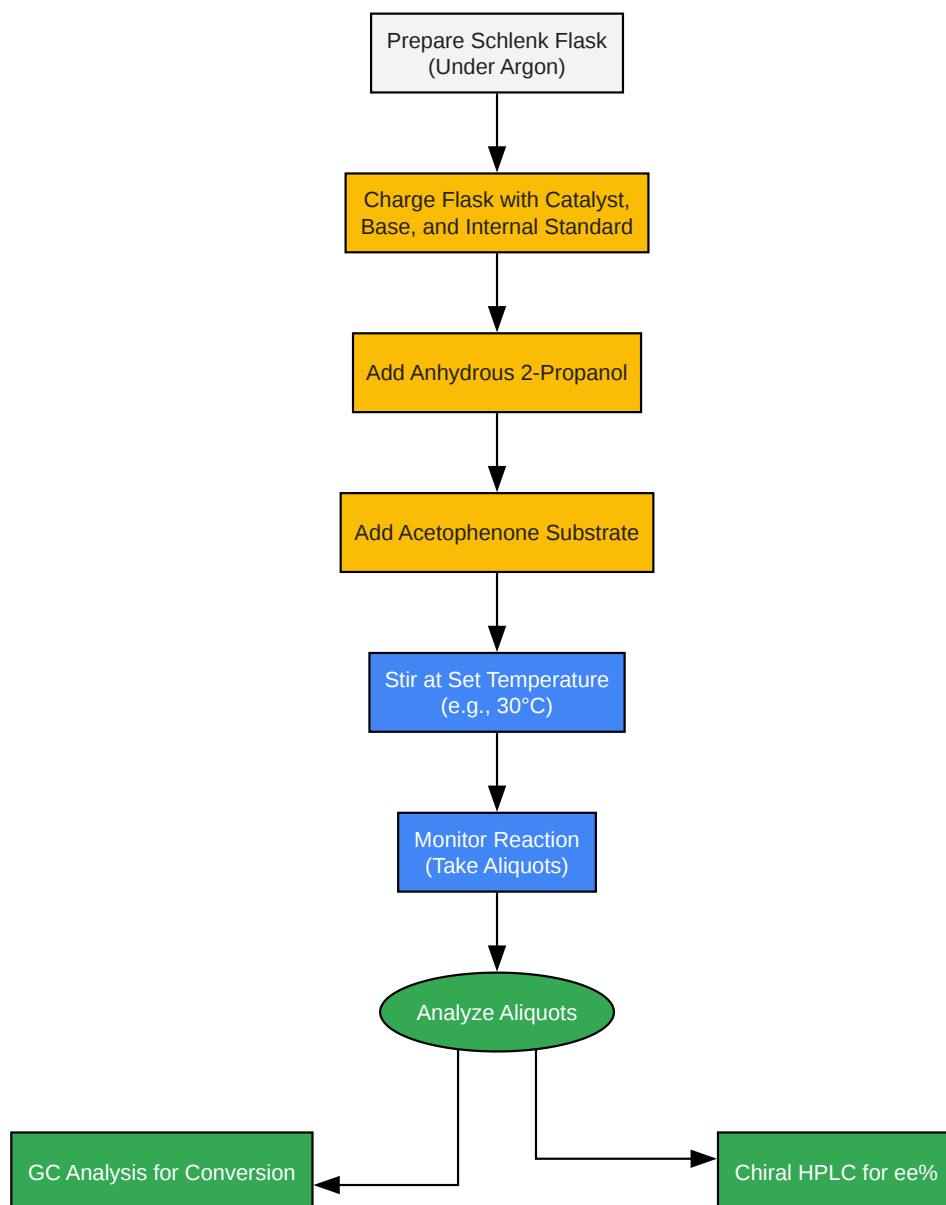 Prepare Schlenk Flask
(Under Argon)
Charge Flask with Catalyst,
Base, and Internal Standard
Add Anhydrous 2-Propanol
Add Acetophenone Substrate
Stir at Set Temperature
(e.g., 30°C)
Monitor Reaction
(Take Aliquots)
Analyze Aliquots
GC Analysis for Conversion
Chiral HPLC for ee%